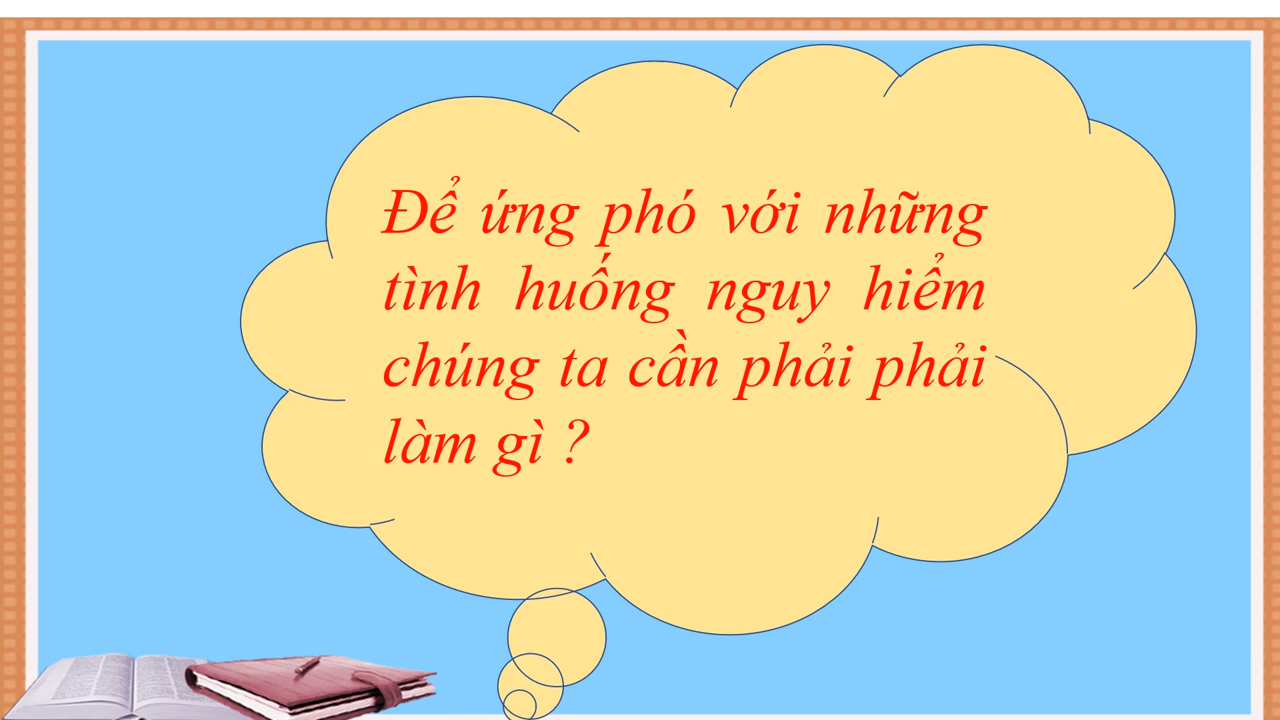 Để ứng phó với những
tình huống nguy hiểm
chúng ta cần phải phải
làm gì ?